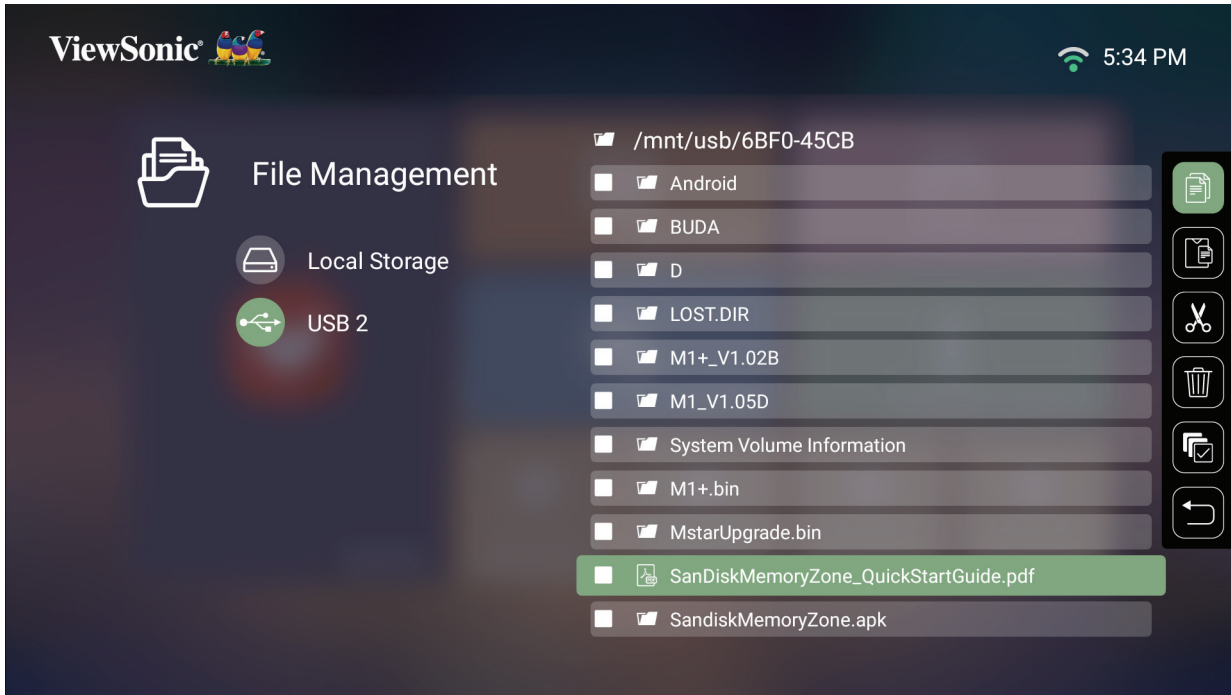 ViewSonic®
5:34 PM
File Management
Local Storage
USB 2
/mnt/usb/6BF0-45CB
Android
BUDA
D
LOST.DIR
M1+_V1.02B
M1_V1.05D
System Volume Information
M1+.bin
MstarUpgrade.bin
SanDiskMemoryZone_QuickStartGuide.pdf
SandiskMemoryZone.apk